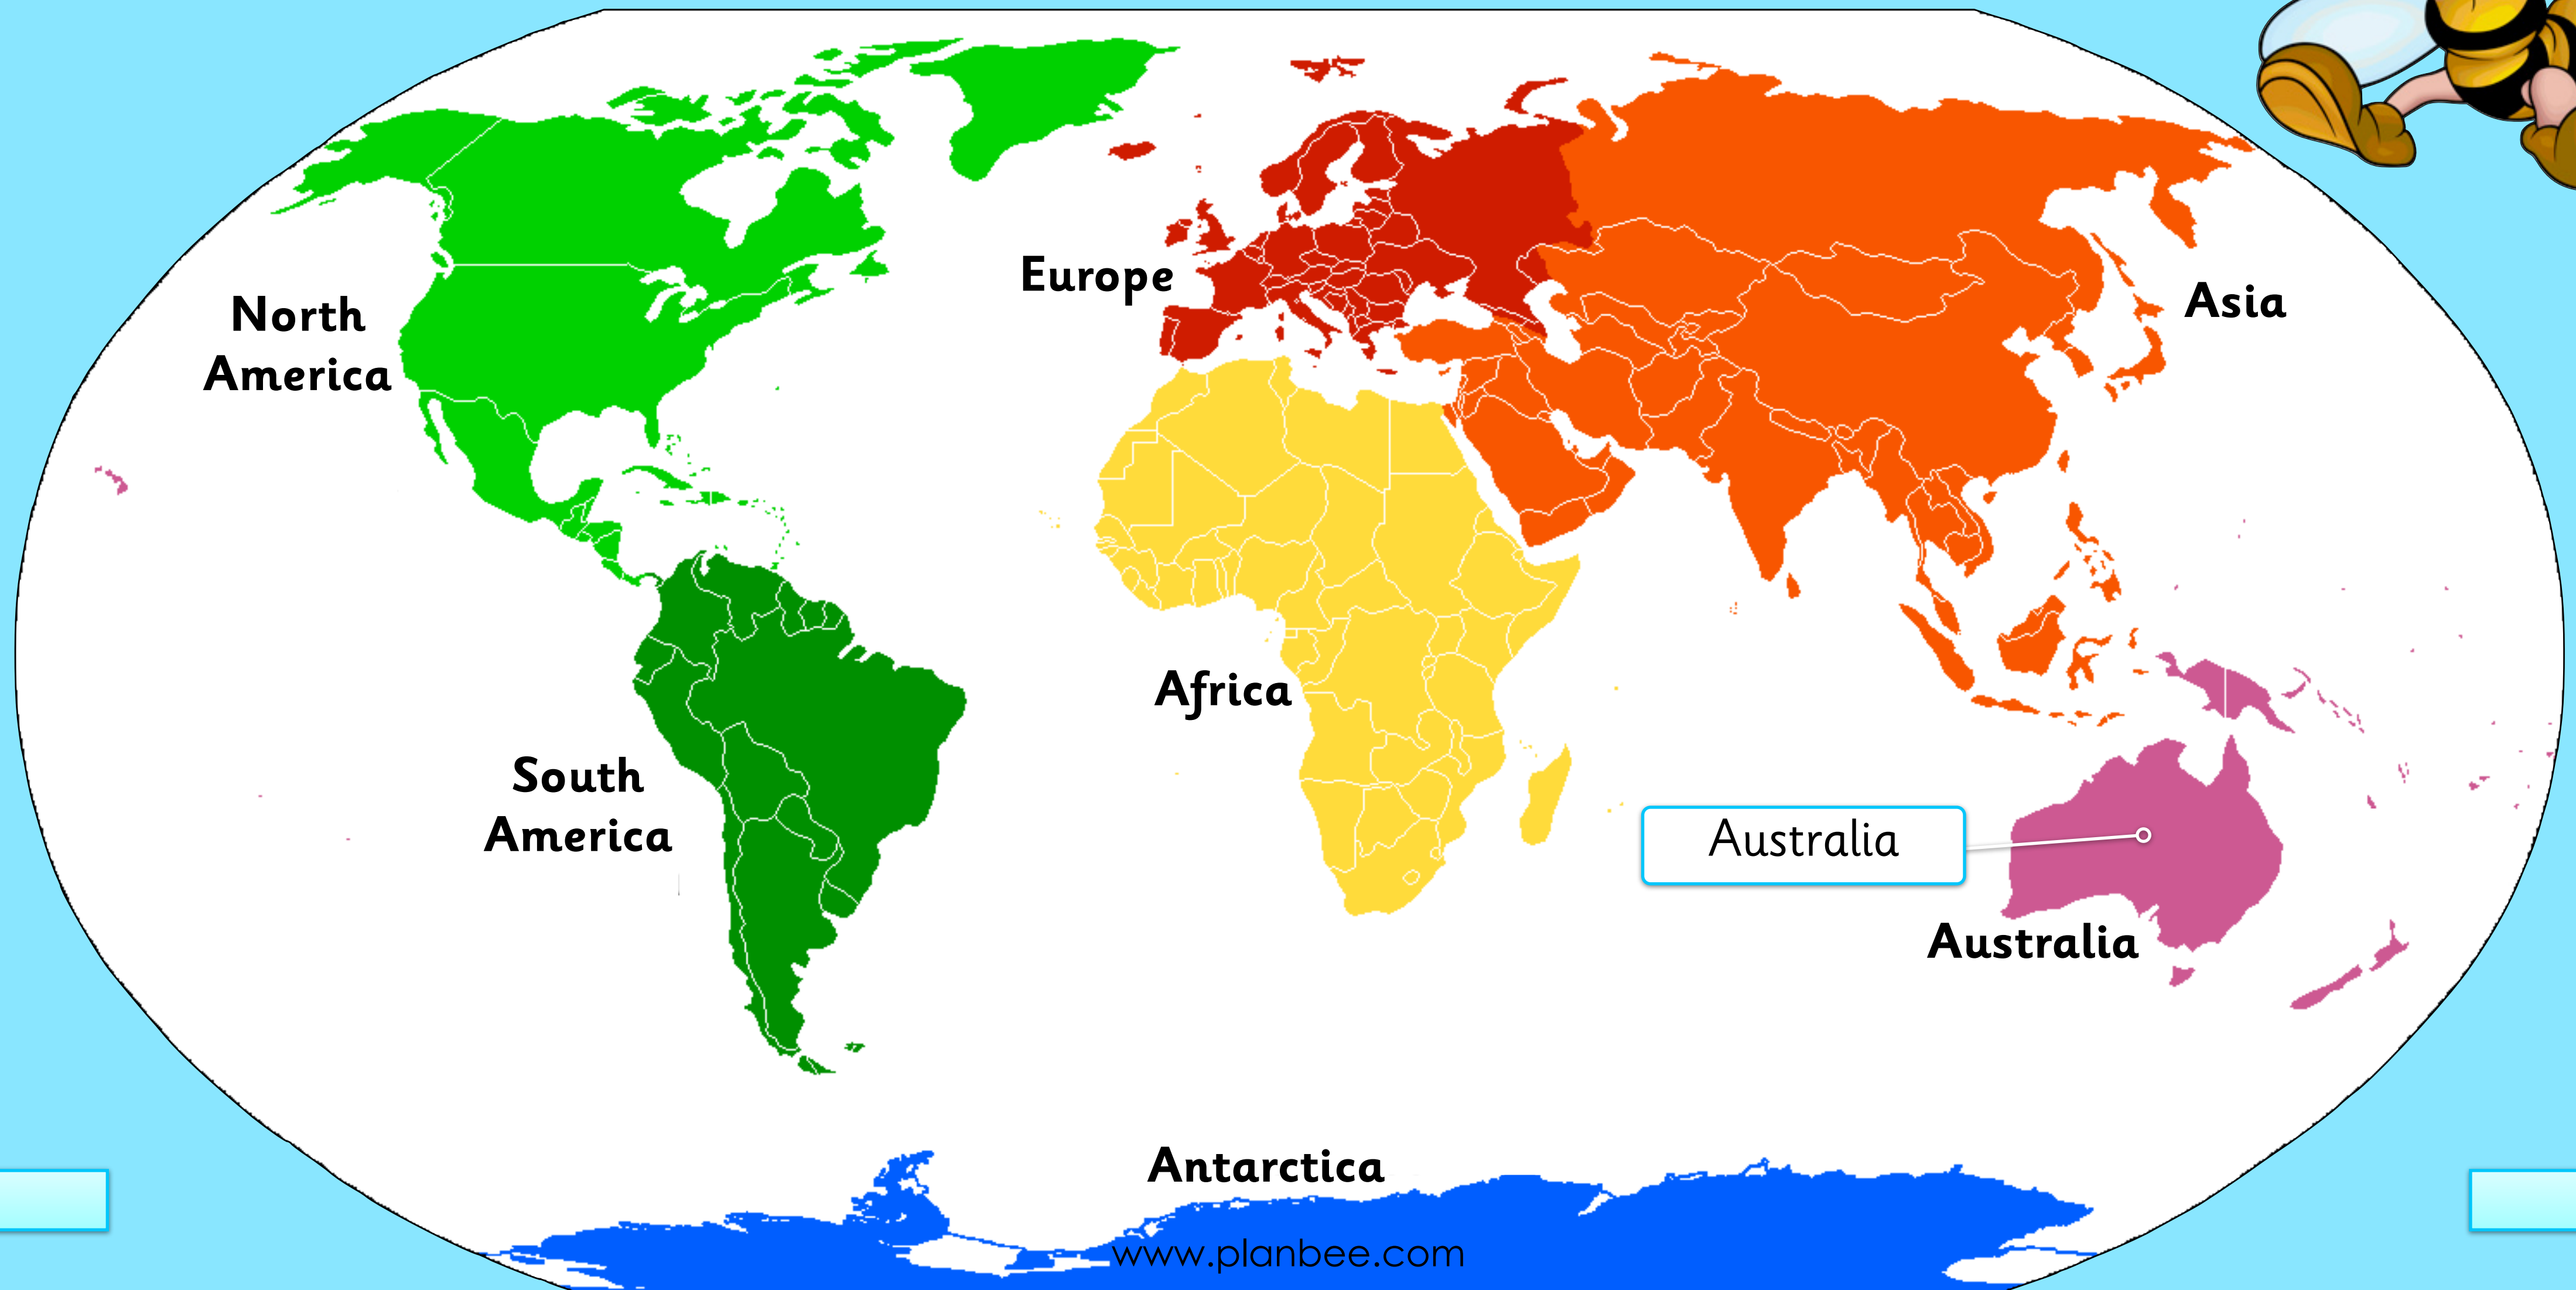 Europe
North
America
Asia
Africa
South
America
Australia
Australia
Antarctica
www.planbee.com